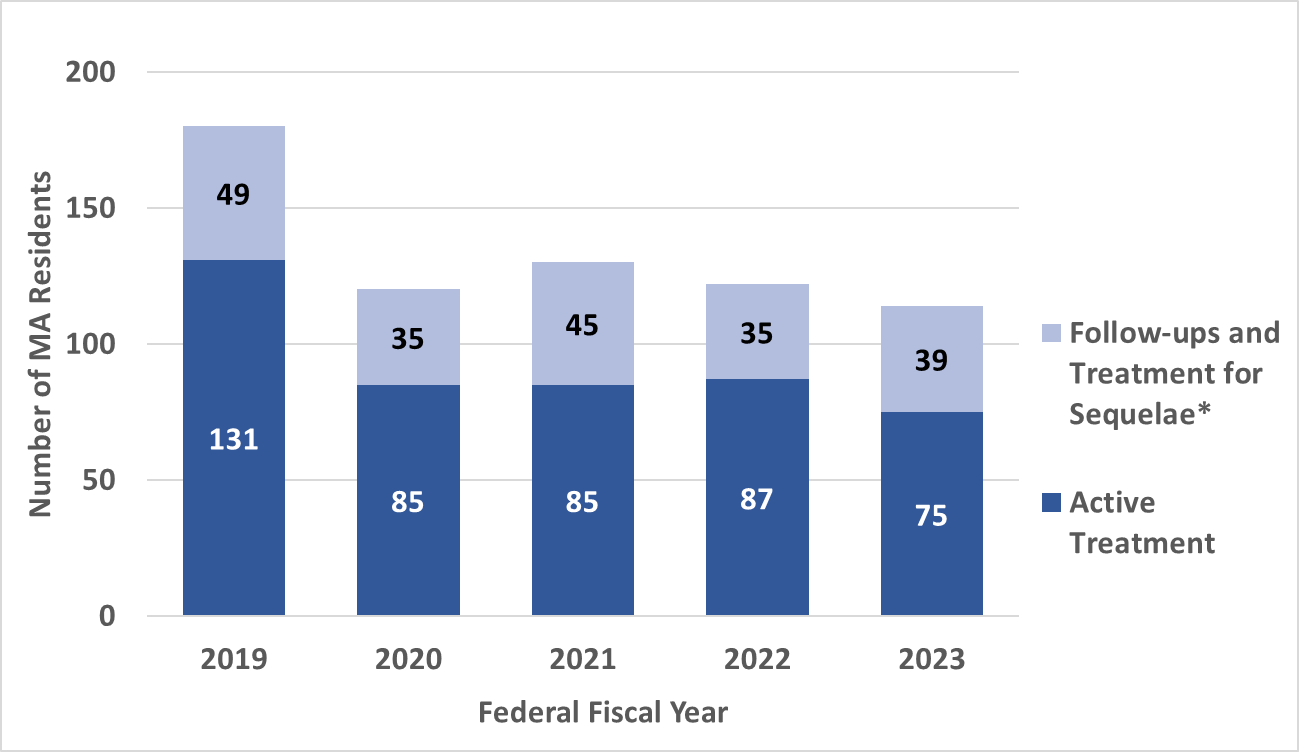 Number of MA Residents
200
150
100
50
0
49
131
35
85
45
85
35
87
39
75
2019
2020
2021
2022
2023
Federal Fiscal Year
Follow-ups and
Treatment for
Sequelae*
Active
Treatment